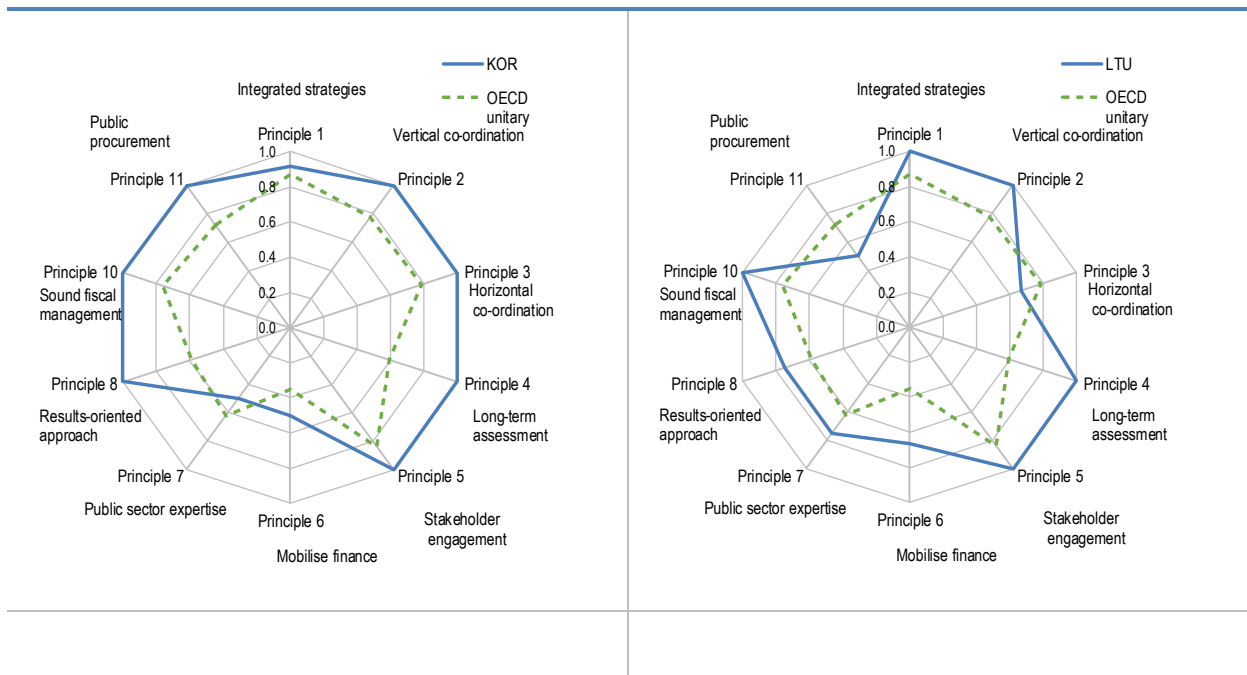 KOR
OECD
unitary
Integrated strategies
Public
procurement
Vertical co-ordination
Principle 1
Principle 11
Principle 2
1.0
0.8
0.6
0.4
0.2
0.0
Principle 10
Sound fiscal
management
Principle 3
Horizontal
co-ordination
Principle 8
Results-oriented
approach
Principle 4
Long-term
assessment
Principle 7
Public sector expertise
Principle 5
Stakeholder
engagement
Principle 6
Mobilise finance
LTU
OECD
unitary
Integrated strategies
Public
procurement
Vertical co-ordination
Principle 1
Principle 11
Principle 2
1.0
0.8
0.6
0.4
0.2
0.0
Principle 10
Sound fiscal
management
Principle 3
Horizontal
co-ordination
Principle 8
Results-oriented
approach
Principle 4
Long-term
assessment
Principle 7
Public sector expertise
Principle 5
Stakeholder
engagement
Principle 6
Mobilise finance